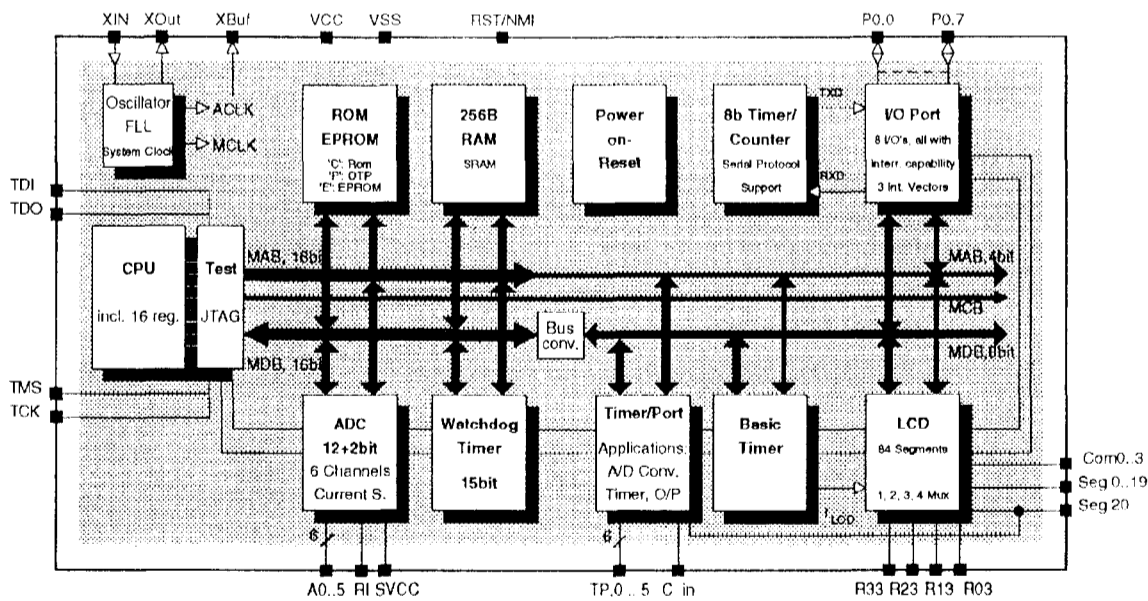 XIN XOut XBuf VCC VSS RST/NMI P0.0 P0.7
Oscillator
FLL
System Clock
ACLK
MCLK
ROM
EPROM
'C': Rom
'P': OTP
'E': EPROM
256B
RAM
SRAM
Power
on-
Reset
8b Timer/
Counter
Serial Protocol
Support
TXD
RXD
I/O Port
8 I/O's, all with
Interr. capability
3 Int. Vectors
TDI
TDO
CPU
incl. 16 reg.
Test
JTAG
MAB, 16bit
MAB, 4bit
MCB
MDB, 16bit
Bus
conv.
MDB, 8bit
TMS
TCK
ADC
12+2bit
6 Channels
Current S.
Watchdog
Timer
15bit
Timer/Port
Applications.
A/D Conv.
Timer, O/P
Basic
Timer
f LCD
LCD
84 Segments
1, 2, 3, 4 Mux
Com0..3
Seg 0..19
Seg 20
6
6
A0..5 RI SVCC TP.0 .. 5 C in R33 R23 R13 R03